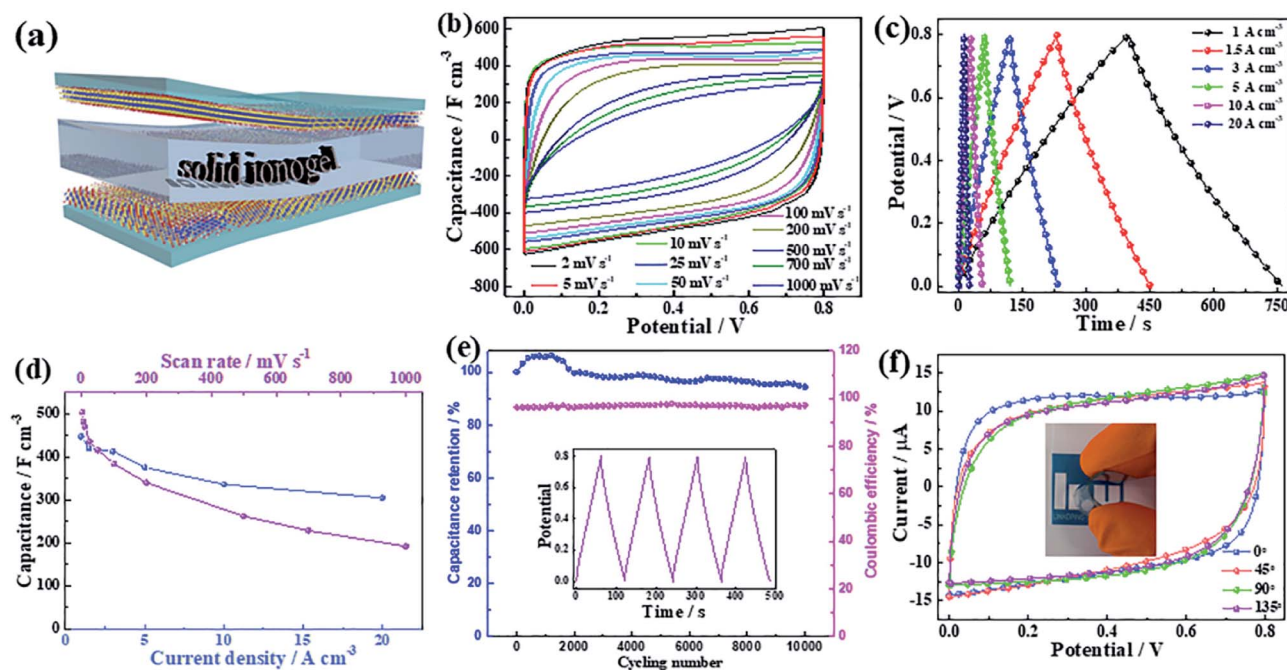 (a)
solid ionogel
(b)
Capacitance / F cm⁻³
600
400
200
0
-200
-400
-600
-800
2 mV s⁻¹
5 mV s⁻¹
10 mV s⁻¹
25 mV s⁻¹
50 mV s⁻¹
100 mV s⁻¹
200 mV s⁻¹
500 mV s⁻¹
700 mV s⁻¹
1000 mV s⁻¹
0.0 0.2 0.4 0.6 0.8
Potential / V
(c)
Potential / V
0.8
0.6
0.4
0.2
0.0
1 A cm⁻³
1.5 A cm⁻³
3 A cm⁻³
5 A cm⁻³
10 A cm⁻³
20 A cm⁻³
0 150 300 450 600 750
Time / s
(d)
Scan rate / mV s⁻¹
0 200 400 600 800 1000
Capacitance / F cm⁻³
500
400
300
200
100
0
0 5 10 15 20
Current density / A cm⁻³
(e)
Capacitance retention / %
100
80
60
40
20
0
Coulombic efficiency / %
120
100
80
60
40
20
0
Potential
0.8
0.6
0.4
0.2
0.0
0 100 200 300 400 500
Time / s
0 2000 4000 6000 8000 10000
Cycling number
(f)
Current / μA
15
10
5
0
-5
-10
-15
0°
45°
90°
135°
0.0 0.2 0.4 0.6 0.8
Potential / V